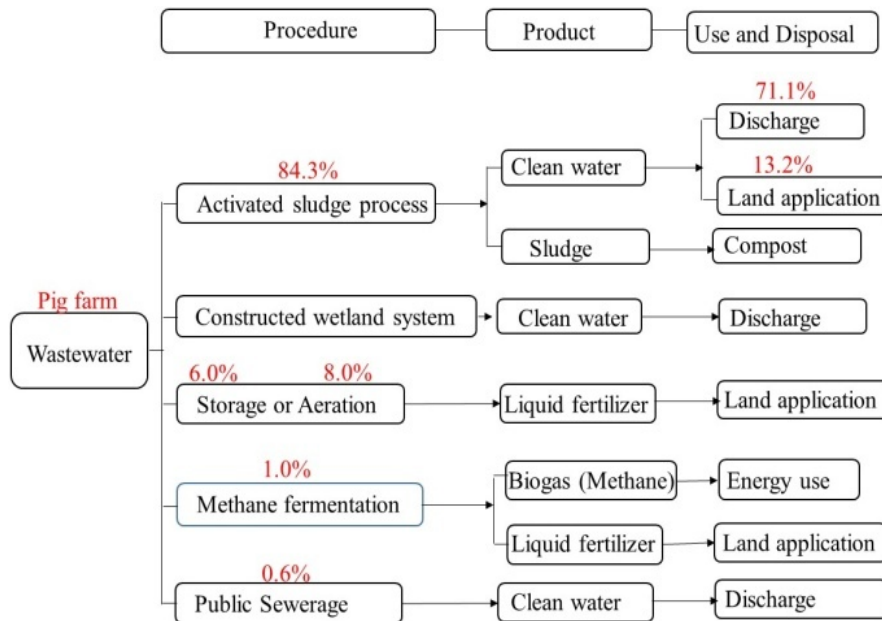 Procedure
Product
Use and Disposal
71.1%
Discharge
84.3%
Clean water
13.2%
Activated sludge process
Land application
Sludge
Compost
Pig farm
Wastewater
Constructed wetland system
Clean water
Discharge
6.0%
8.0%
Storage or Aeration
Liquid fertilizer
Land application
1.0%
Methane fermentation
Biogas (Methane)
Energy use
Liquid fertilizer
Land application
0.6%
Public Sewerage
Clean water
Discharge